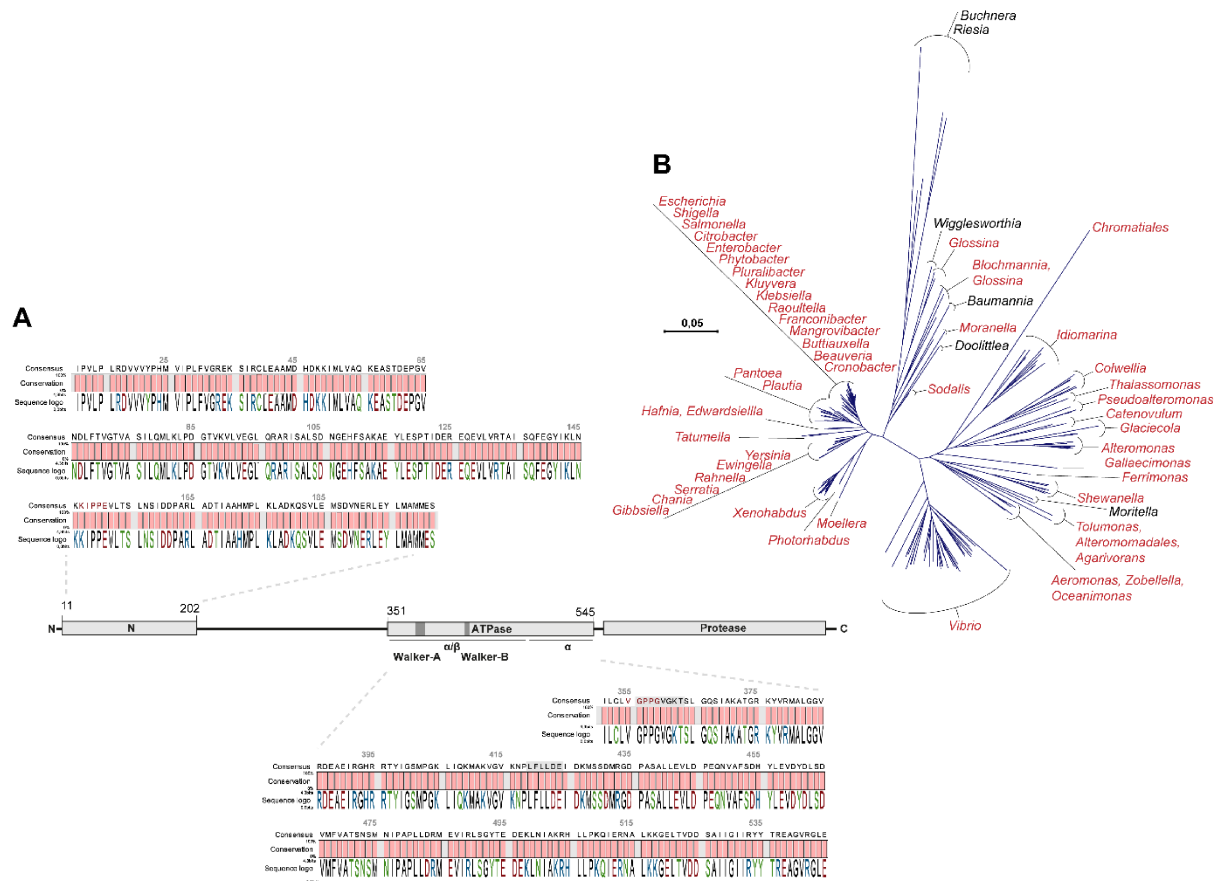 A
25 45 65
Consensus IPVLP LRDVVVYPHM VIPLFVGREK SIRCLEAAMD HDKKIMLVAQ KEASTDEPGV
Conservation
Sequence logo IPVLP LRDVVVYPHM VIPLFVGREK SIRCLEAAMD HDKKIMLVAQ KEASTDEPGV
85 105 125 145
Consensus NDLFTVGTVA SILQMLKLPD GTVKVLVEGL QRARISALSD NGEHFSAKAE YLESPTIDER EQEVLVRTAI SQFEGYIKLN
Conservation
Sequence logo NDLFTVGTVA SILQMLKLPD GTVKVLVEGL QRARISALSD NGEHFSAKAE YLESPTIDER EQEVLVRTAI SQFEGYIKLN
165 185
Consensus KKIPPEVLTS LNSIDDPARL ADTIAAHMPL KLADKQSVLE MSDVNERLEY LMAMMES
Conservation
Sequence logo KKIPPEVLTS LNSIDDPARL ADTIAAHMPL KLADKQSVLE MSDVNERLEY LMAMMES
11 202 351 545
N N ATPase Protease C
α/β α
Walker-A Walker-B
355 375
Consensus ILCLV GPPGVGKTSL GQSIAKATGR KYVRMALGGV
Conservation
Sequence logo ILCLV GPPGVGKTSL GQSIAKATGR KYVRMALGGV
395 415 435 455
Consensus RDEAEIRGHR RTYIGSMPGK LIQKMAKVGV KNPLFLLDEI DKMSSDMRGD PASALLEVLD PEQNVAFSDH YLEVDYDLSD
Conservation
Sequence logo RDEAEIRGHR RTYIGSMPGK LIQKMAKVGV KNPLFLLDEI DKMSSDMRGD PASALLEVLD PEQNVAFSDH YLEVDYDLSD
475 495 515 535
Consensus VMFVATSNSM NIPAPLLDRM EVIRLSGYTE DEKLNIAKRH LLPKQIERNA LKKGELTVDD SAIIGIIRYY TREAGVRGLE
Conservation
Sequence logo VMFVATSNSM NIPAPLLDRM EVIRLSGYTE DEKLNIAKRH LLPKQIERNA LKKGELTVDD SAIIGIIRYY TREAGVRGLE
B
0,05
Buchnera
Riesia
Escherichia
Shigella
Salmonella
Citrobacter
Enterobacter
Phytobacter
Pluralibacter
Kluyvera
Klebsiella
Raoultella
Franconibacter
Mangrovibacter
Buttiauxella
Beauveria
Cronobacter
Pantoea
Plautia
Hafnia, Edwardsiella
Tatumella
Yersinia
Ewingella
Rahnella
Serratia
Chania
Gibbsiella
Xenohabdus
Moellera
Photorhabdus
Wigglesworthia
Glossina
Blochmannia,
Glossina
Baumannia
Moranella
Doolittlea
Sodalis
Chromatiales
Idiomarina
Colwellia
Thalassomonas
Pseudoalteromonas
Catenovulum
Glaciecola
Alteromonas
Gallaecimonas
Ferrimonas
Shewanella
Moritella
Tolumonas,
Alteromomadales,
Agarivorans
Aeromonas, Zobellella,
Oceanimonas
Vibrio